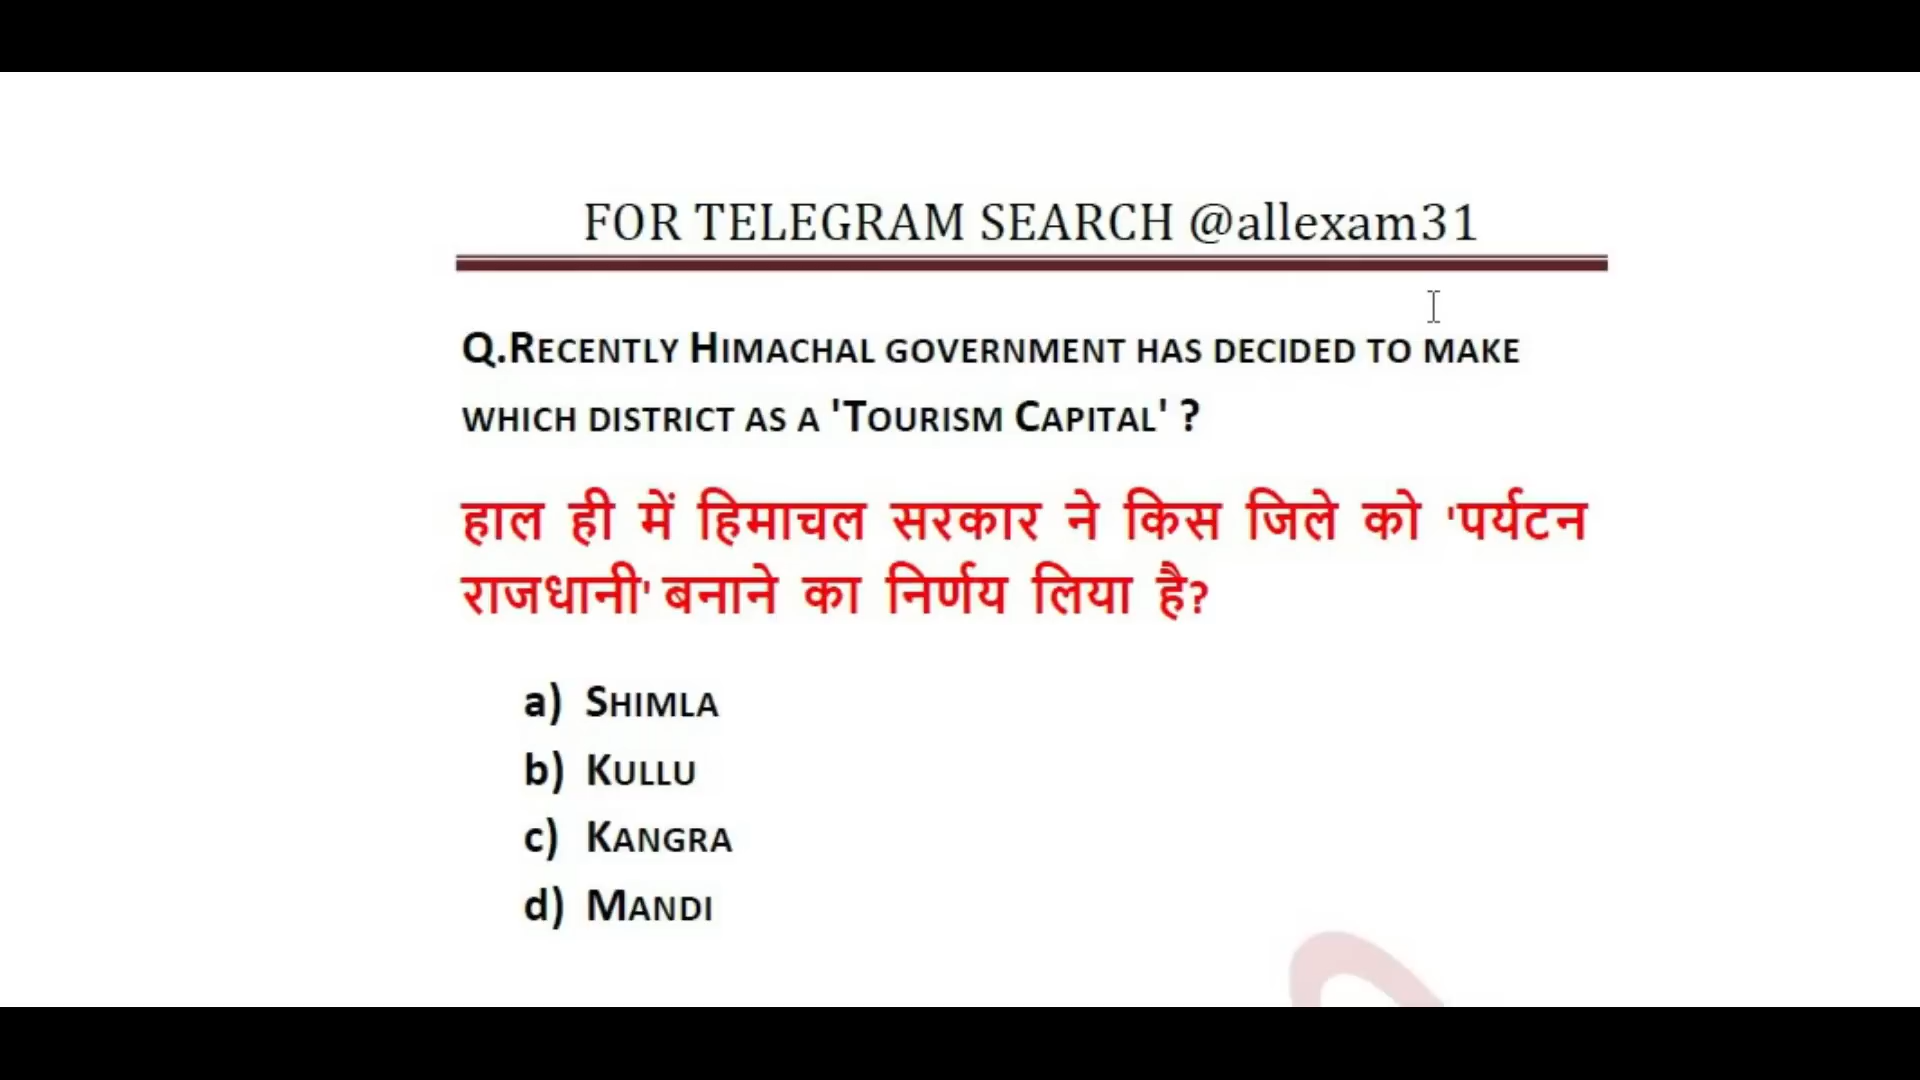 FOR TELEGRAM SEARCH @allexam31
Q.RECENTLY HIMACHAL GOVERNMENT HAS DECIDED TO MAKE
WHICH DISTRICT AS A 'TOURISM CAPITAL' ?
हाल ही में हिमाचल सरकार ने किस जिले को 'पर्यटन
राजधानी' बनाने का निर्णय लिया है?
a) SHIMLA
b) KULLU
c) KANGRA
d) MANDI